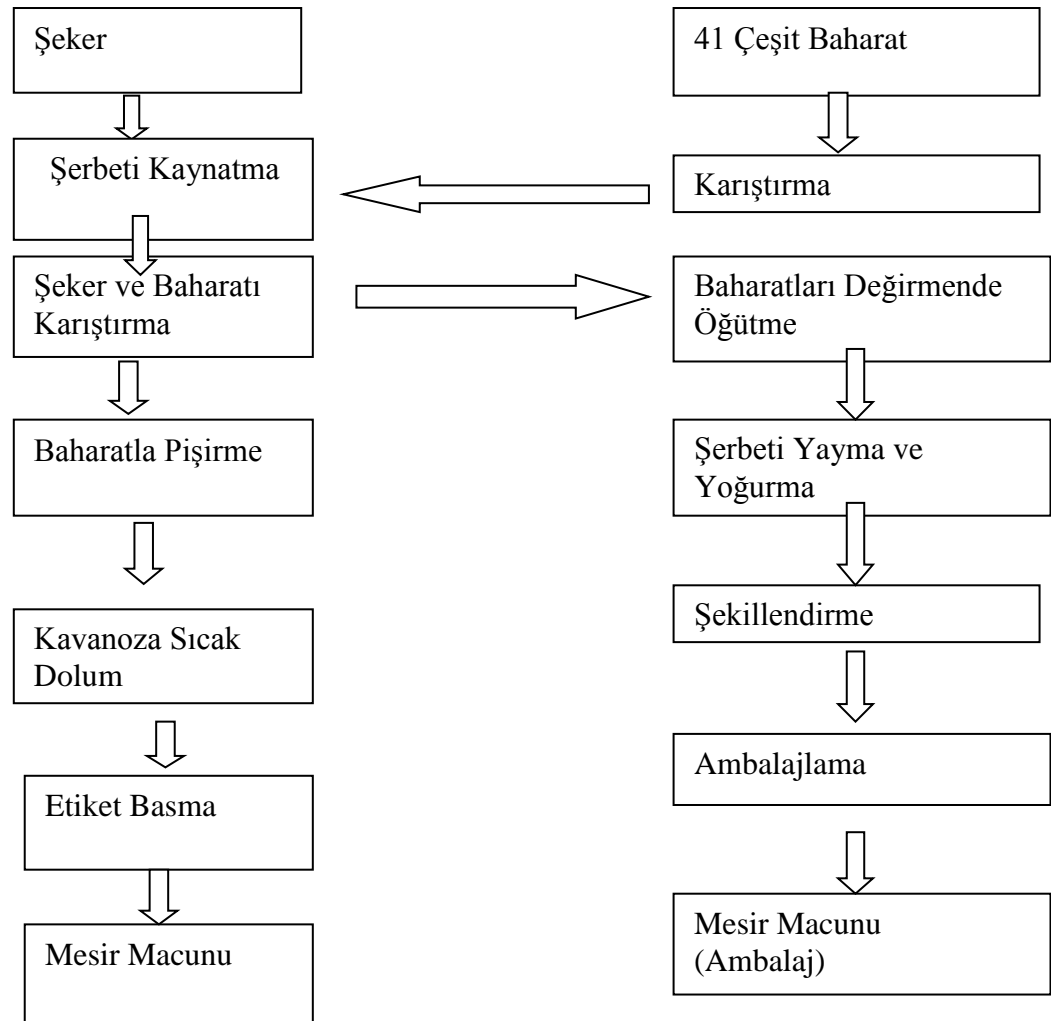 Şeker
41 Çeşit Baharat
Şerbeti Kaynatma
Karıştırma
Şeker ve Baharatı
Karıştırma
Baharatları Değirmende
Öğütme
Baharatla Pişirme
Şerbeti Yayma ve
Yoğurma
Kavanoza Sıcak
Dolum
Şekillendirme
Etiket Basma
Ambalajlama
Mesir Macunu
Mesir Macunu
(Ambalaj)